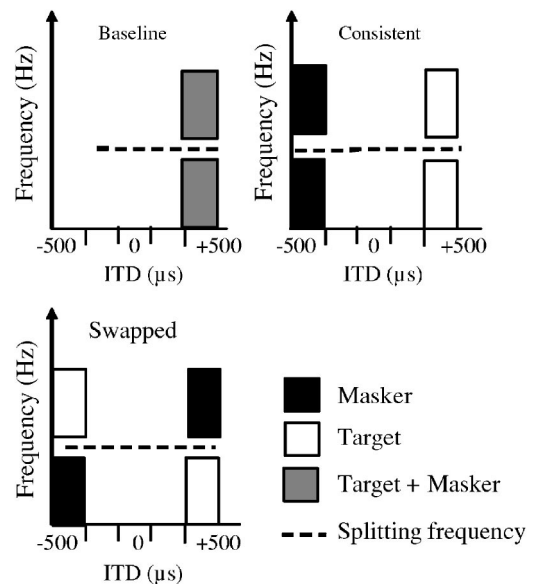 Baseline
Frequency (Hz)
-500 0 +500
ITD (µs)
Consistent
Frequency (Hz)
-500 0 +500
ITD (µs)
Swapped
Frequency (Hz)
-500 0 +500
ITD (µs)
Masker
Target
Target + Masker
Splitting frequency